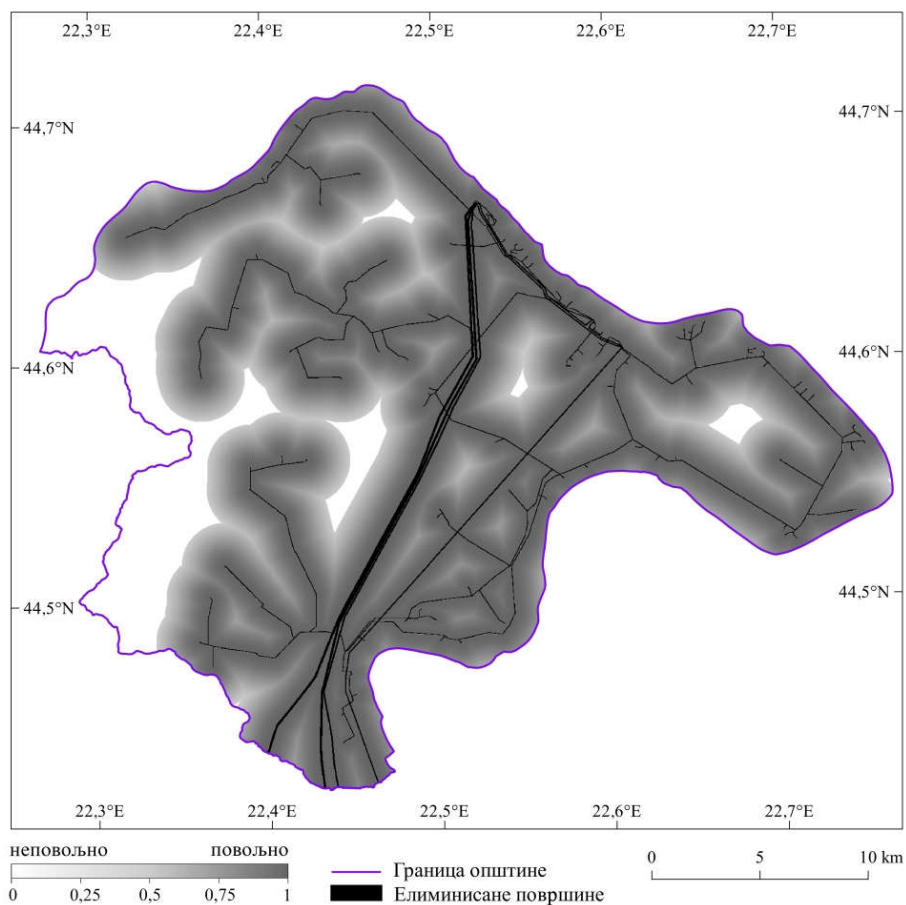 22,3°E 22,4°E 22,5°E 22,6°E 22,7°E
44,7°N 44,7°N
44,6°N 44,6°N
44,5°N 44,5°N
22,3°E 22,4°E 22,5°E 22,6°E 22,7°E
неповољно повољно
0 0,25 0,5 0,75 1
Граница општине
Елиминисане површине
0 5 10 km